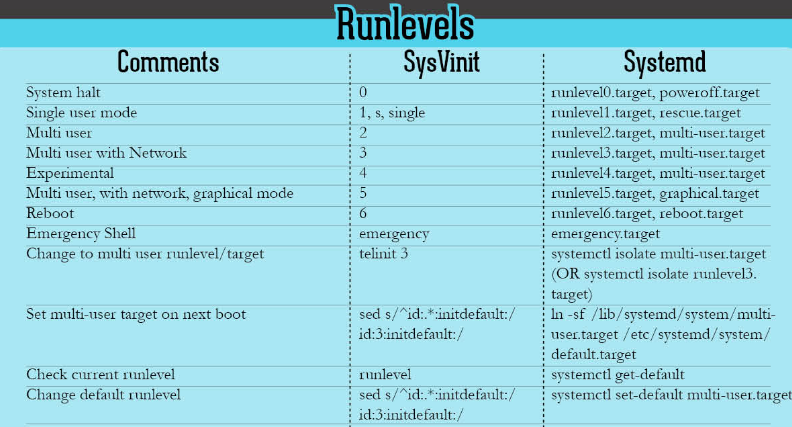 Runlevels
Comments SysVinit Systemd
System halt 0 runlevel0.target, poweroff.target
Single user mode 1, s, single runlevel1.target, rescue.target
Multi user 2 runlevel2.target, multi-user.target
Multi user with Network 3 runlevel3.target, multi-user.target
Experimental 4 runlevel4.target, multi-user.target
Multi user, with network, graphical mode 5 runlevel5.target, graphical.target
Reboot 6 runlevel6.target, reboot.target
Emergency Shell emergency emergency.target
Change to multi user runlevel/target telinit 3 systemctl isolate multi-user.target
(OR systemctl isolate runlevel3.
target)
Set multi-user target on next boot sed s/^id:.*:initdefault:/ ln -sf /lib/systemd/system/multi-
id:3:initdefault:/ user.target /etc/systemd/system/
default.target
Check current runlevel runlevel systemctl get-default
Change default runlevel sed s/^id:.*:initdefault:/ systemctl set-default multi-user.target
id:3:initdefault:/